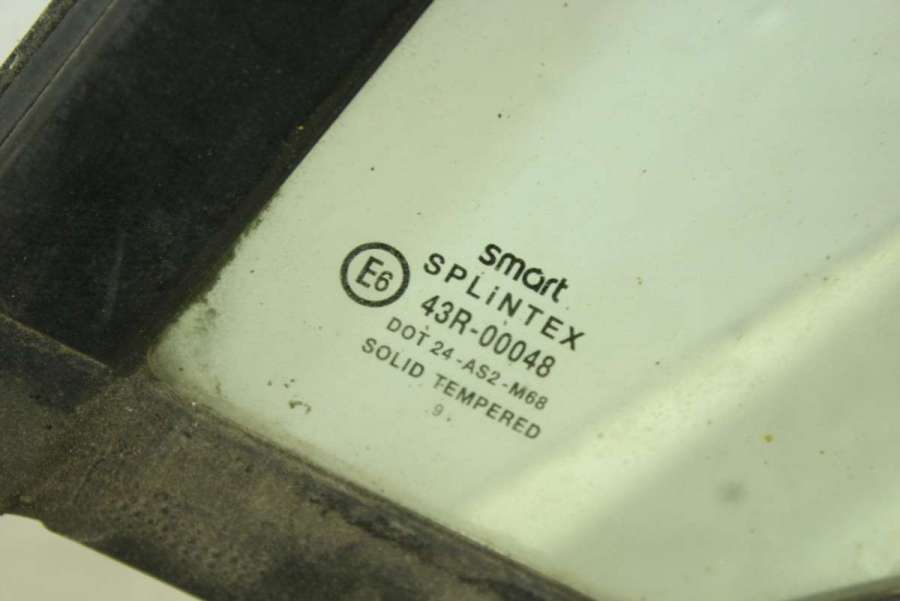 smart
SPLiNTEX
E6
43R-00048
DOT 24-AS2-M68
SOLID TEMPERED
9.